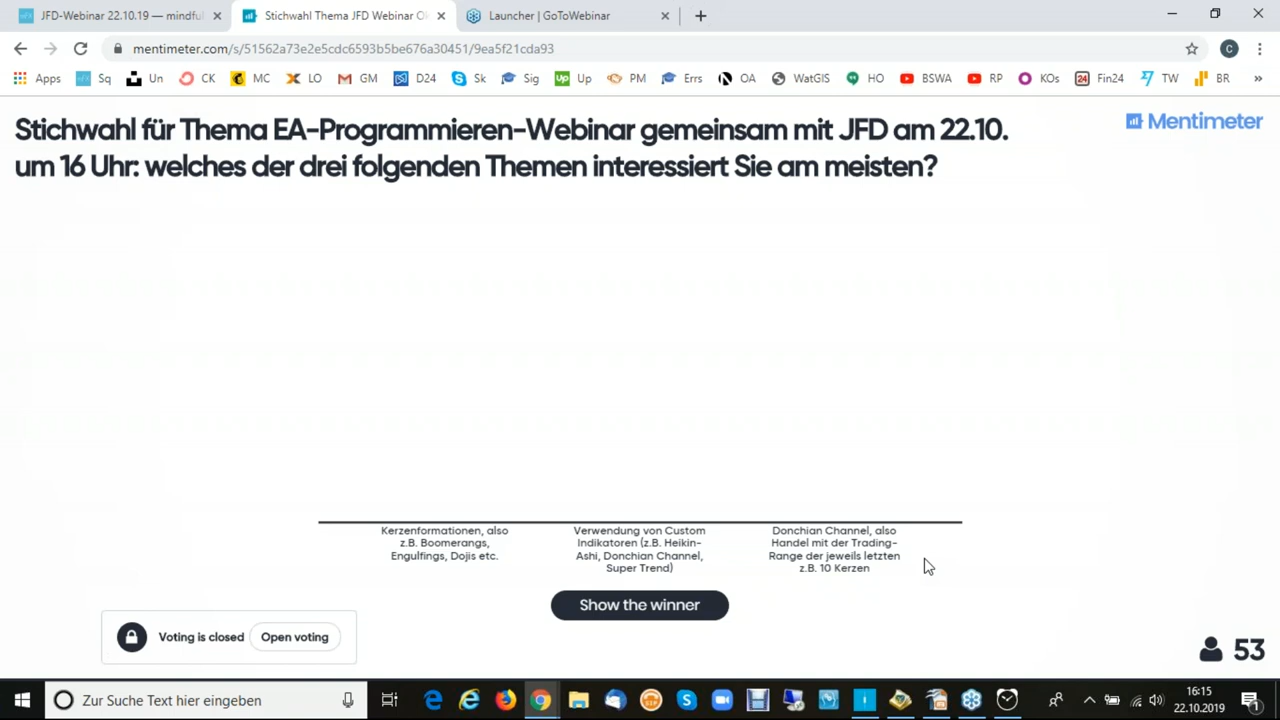 JFD-Webinar 22.10.19 — mindful
Stichwahl Thema JFD Webinar Ok
Launcher | GoToWebinar
mentimeter.com/s/51562a73e2e5cdc6593b5be676a30451/9ea5f21cda93
C
Apps Sq Un CK MC LO GM D24 Sk Sig Up PM Errs OA WatGIS HO BSWA RP KOs Fin24 TW BR »
Stichwahl für Thema EA-Programmieren-Webinar gemeinsam mit JFD am 22.10.
um 16 Uhr: welches der drei folgenden Themen interessiert Sie am meisten?
Mentimeter
Kerzenformationen, also
z.B. Boomerangs,
Engulfings, Dojis etc.
Verwendung von Custom
Indikatoren (z.B. Heikin-
Ashi, Donchian Channel,
Super Trend)
Donchian Channel, also
Handel mit der Trading-
Range der jeweils letzten
z.B. 10 Kerzen
Show the winner
Voting is closed
Open voting
53
Zur Suche Text hier eingeben
16:15
22.10.2019